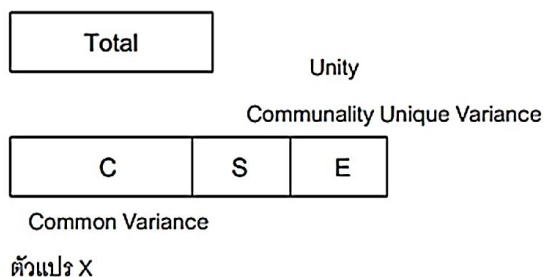 Total
Unity
Communality Unique Variance
C S E
Common Variance
ตัวแปร X